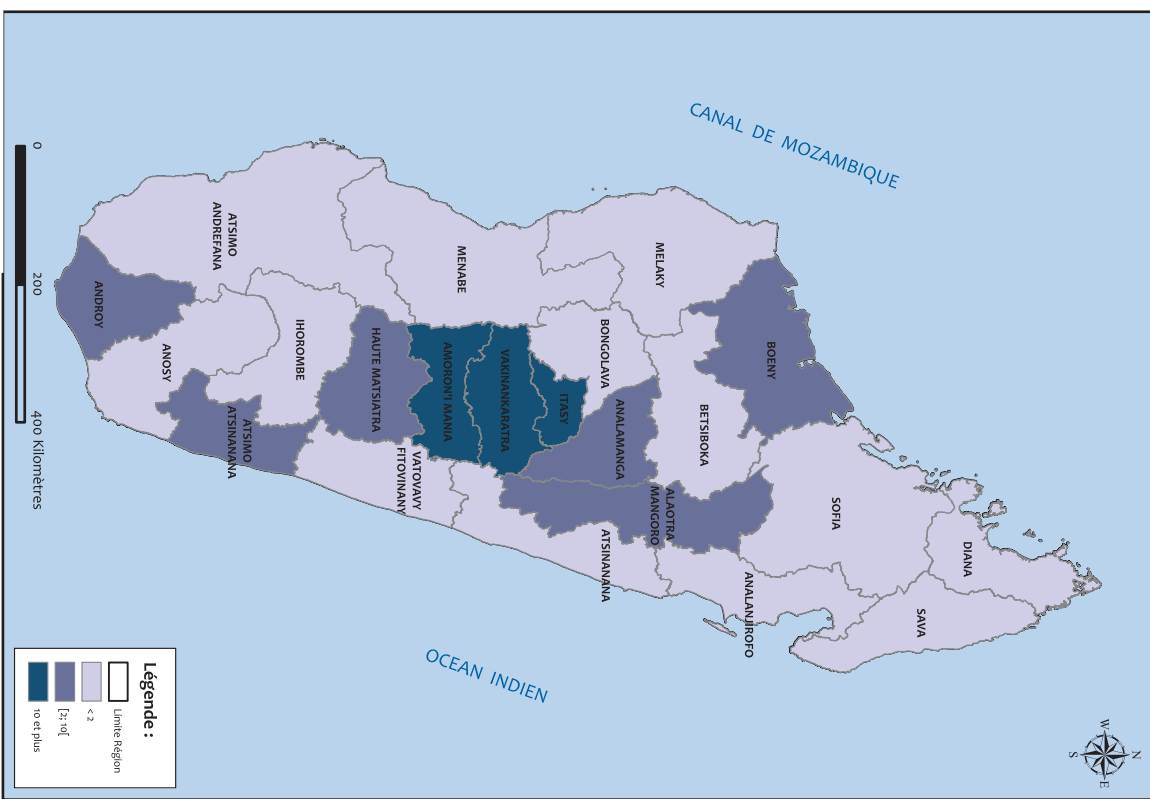 CANAL DE MOZAMBIQUE
DIANA
SAVA
SOFIA
ANALANJIROFO
BOENY
BETSIBOKA
MELAKY
ALAOTRA
MANGORO
ATSINANANA
ANALAMANGA
BONGOLAVA
ITASY
VAKINANKARATRA
AMORON'I MANIA
MENABE
VATOVAVY
FITOVINANY
HAUTE MATSIATRA
IHOROMBE
ATSIMO
ATSINANANA
ATSIMO
ANDREFANA
ANOSY
ANDROY
OCEAN INDIEN
N
W
E
S
0
200
400 Kilomètres
Légende :
Limite Région
< 2
[2; 10[
10 et plus